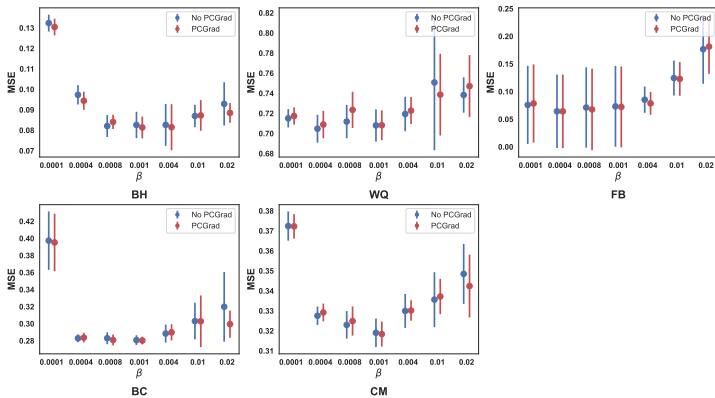 MSE
0.13
0.12
0.11
0.10
0.09
0.08
0.07
No PCGrad
PCGrad
0.0001 0.0004 0.0008 0.001 0.004 0.01 0.02
β
BH
MSE
0.82
0.80
0.78
0.76
0.74
0.72
0.70
0.68
No PCGrad
PCGrad
0.0001 0.0004 0.0008 0.001 0.004 0.01 0.02
β
WQ
MSE
0.20
0.15
0.10
0.05
0.00
No PCGrad
PCGrad
0.0001 0.0004 0.0008 0.001 0.004 0.01 0.02
β
FB
MSE
0.42
0.40
0.38
0.36
0.34
0.32
0.30
0.28
No PCGrad
PCGrad
0.0001 0.0004 0.0008 0.001 0.004 0.01 0.02
β
BC
MSE
0.38
0.37
0.36
0.35
0.34
0.33
0.32
0.31
No PCGrad
PCGrad
0.0001 0.0004 0.0008 0.001 0.004 0.01 0.02
β
CM